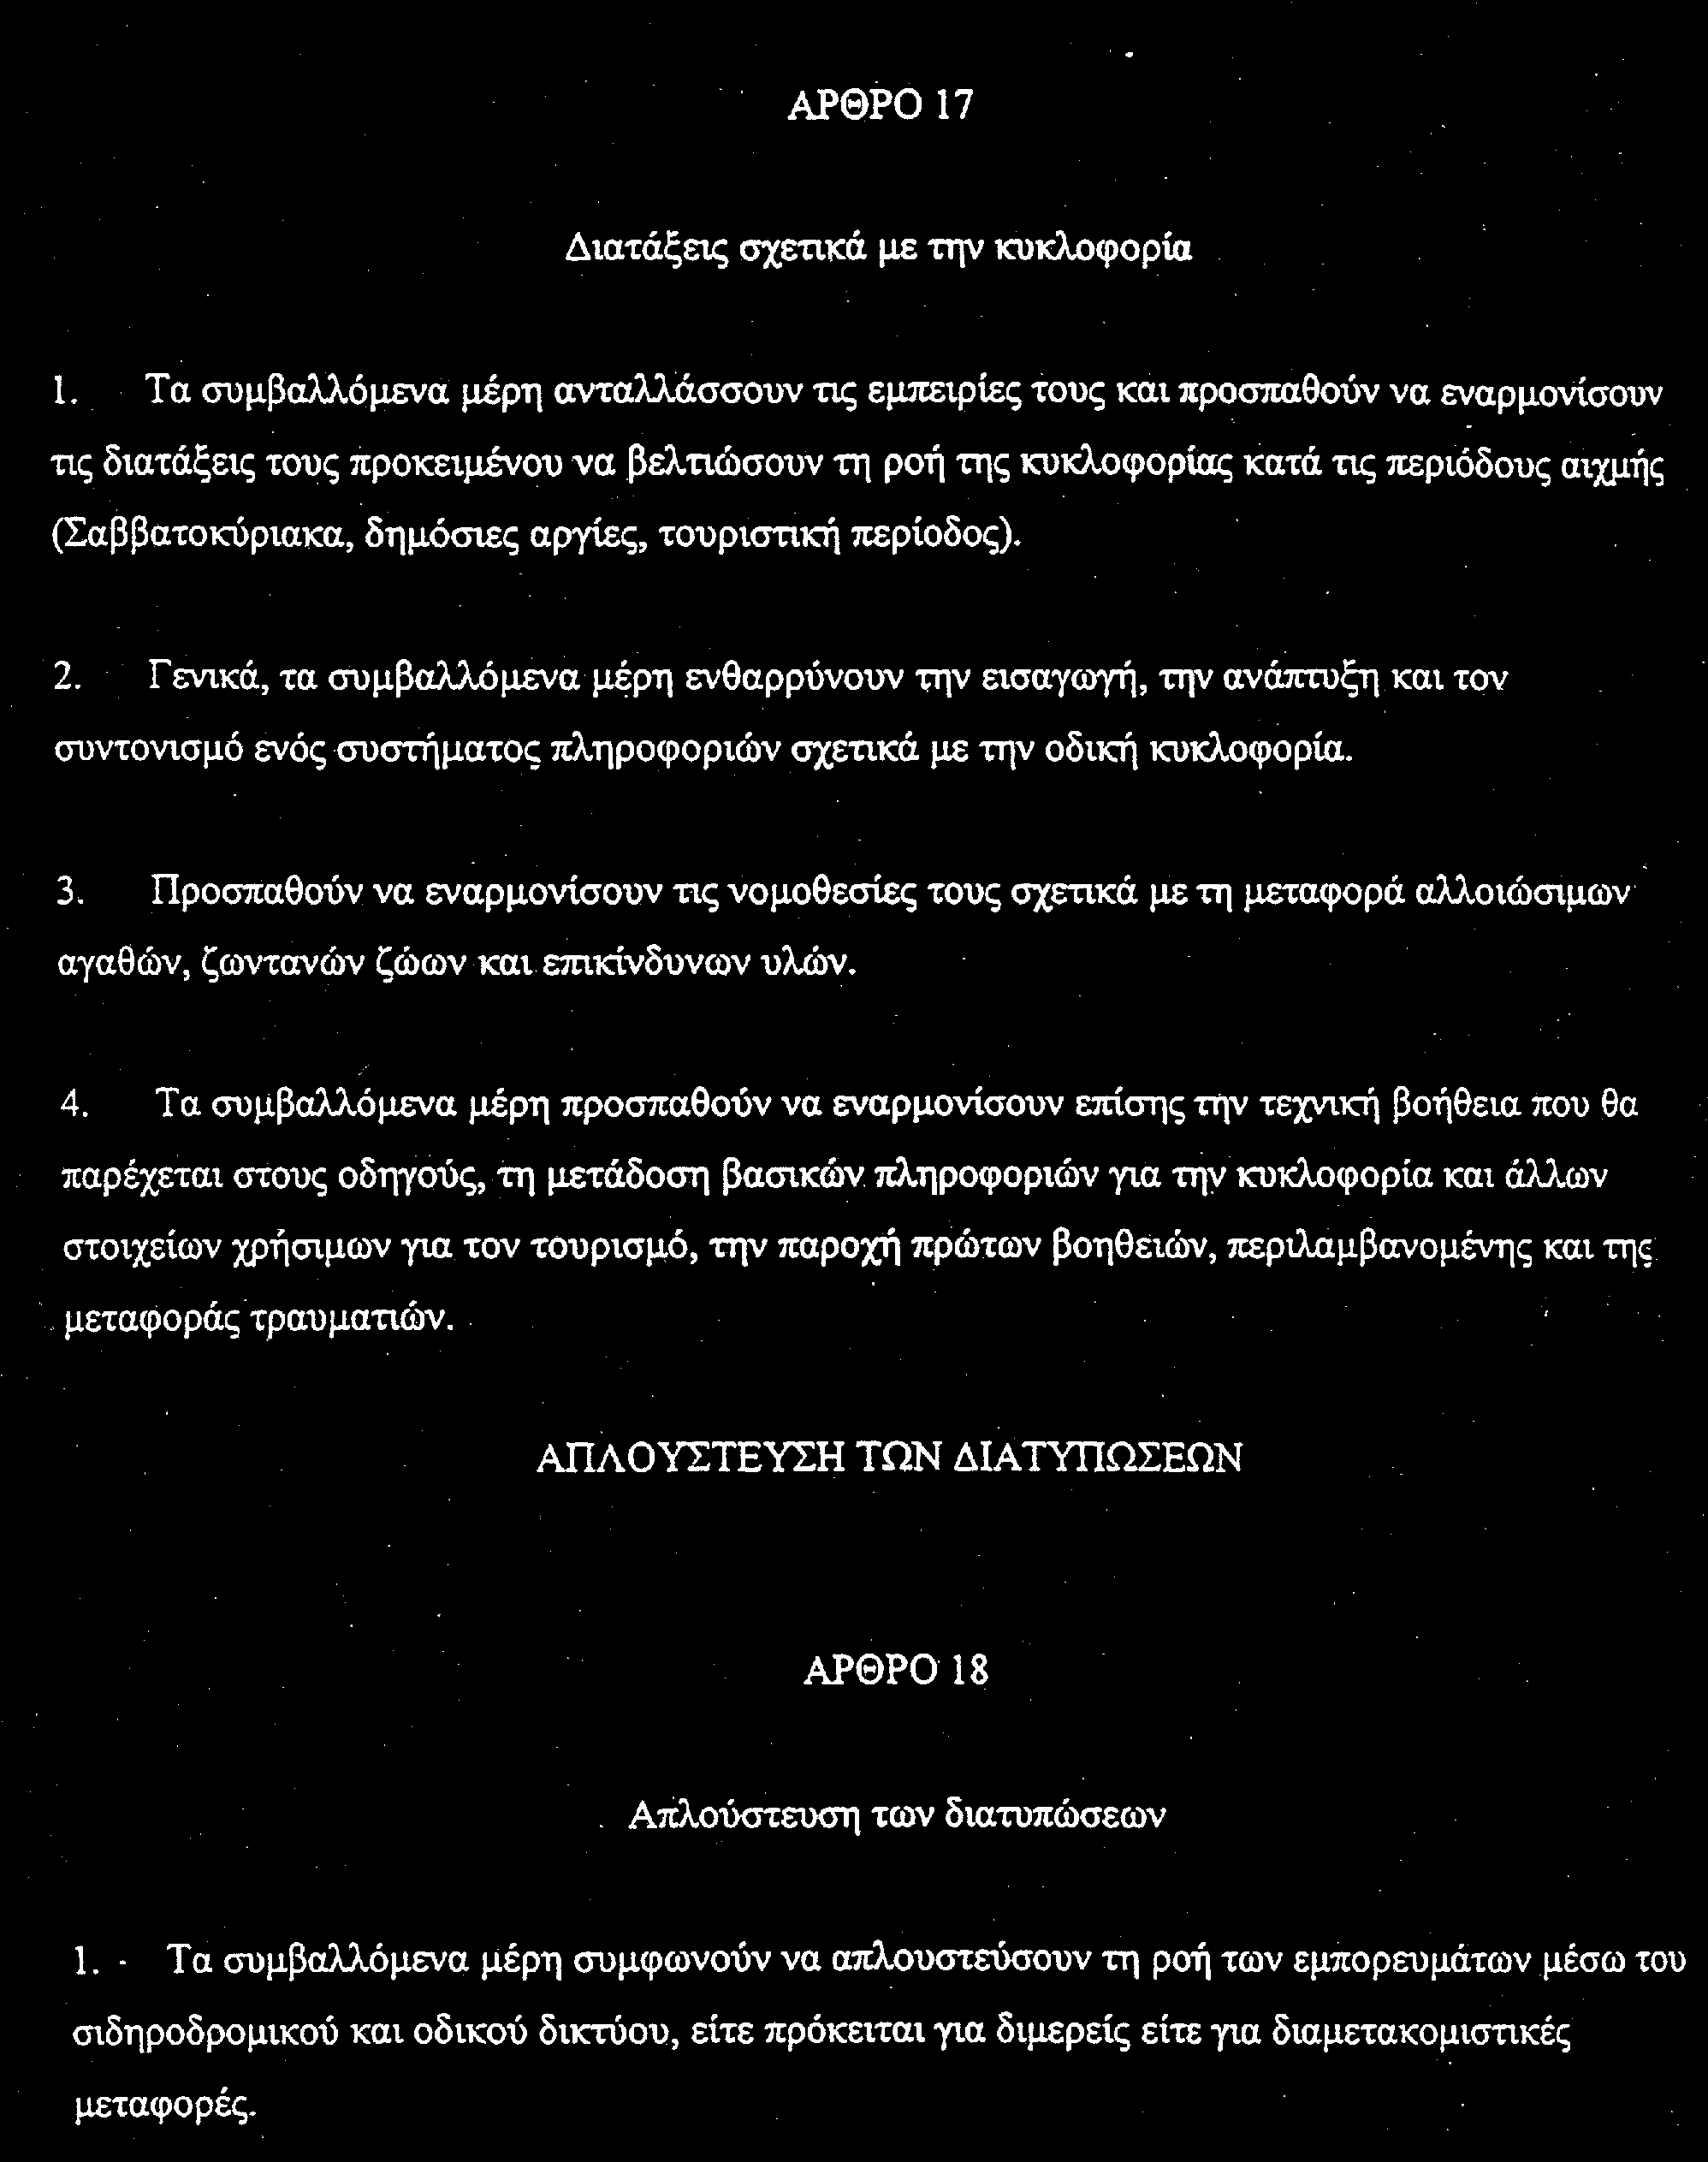 ΑΡΘΡΟ 17
Διατάξεις σχετικά με την κυκλοφορία
1. Τα συμβαλλόμενα μέρη ανταλλάσσουν τις εμπειρίες τους και προσπαθούν να εναρμονίσουν
τις διατάξεις τους προκειμένου να βελτιώσουν τη ροή της κυκλοφορίας κατά τις περιόδους αιχμής
(Σαββατοκύριακα, δημόσιες αργίες, τουριστική περίοδος).
2. Γενικά, τα συμβαλλόμενα μέρη ενθαρρύνουν την εισαγωγή, την ανάπτυξη και τον
συντονισμό ενός συστήματος πληροφοριών σχετικά με την οδική κυκλοφορία.
3. Προσπαθούν να εναρμονίσουν τις νομοθεσίες τους σχετικά με τη μεταφορά αλλοιώσιμων
αγαθών, ζωντανών ζώων και επικίνδυνων υλών.
4. Τα συμβαλλόμενα μέρη προσπαθούν να εναρμονίσουν επίσης την τεχνική βοήθεια που θα
παρέχεται στους οδηγούς, τη μετάδοση βασικών πληροφοριών για την κυκλοφορία και άλλων
στοιχείων χρήσιμων για τον τουρισμό, την παροχή πρώτων βοηθειών, περιλαμβανομένης και της
μεταφοράς τραυματιών.
ΑΠΛΟΥΣΤΕΥΣΗ ΤΩΝ ΔΙΑΤΥΠΩΣΕΩΝ
ΑΡΘΡΟ 18
Απλούστευση των διατυπώσεων
1. Τα συμβαλλόμενα μέρη συμφωνούν να απλουστεύσουν τη ροή των εμπορευμάτων μέσω του
σιδηροδρομικού και οδικού δικτύου, είτε πρόκειται για διμερείς είτε για διαμετακομιστικές
μεταφορές.